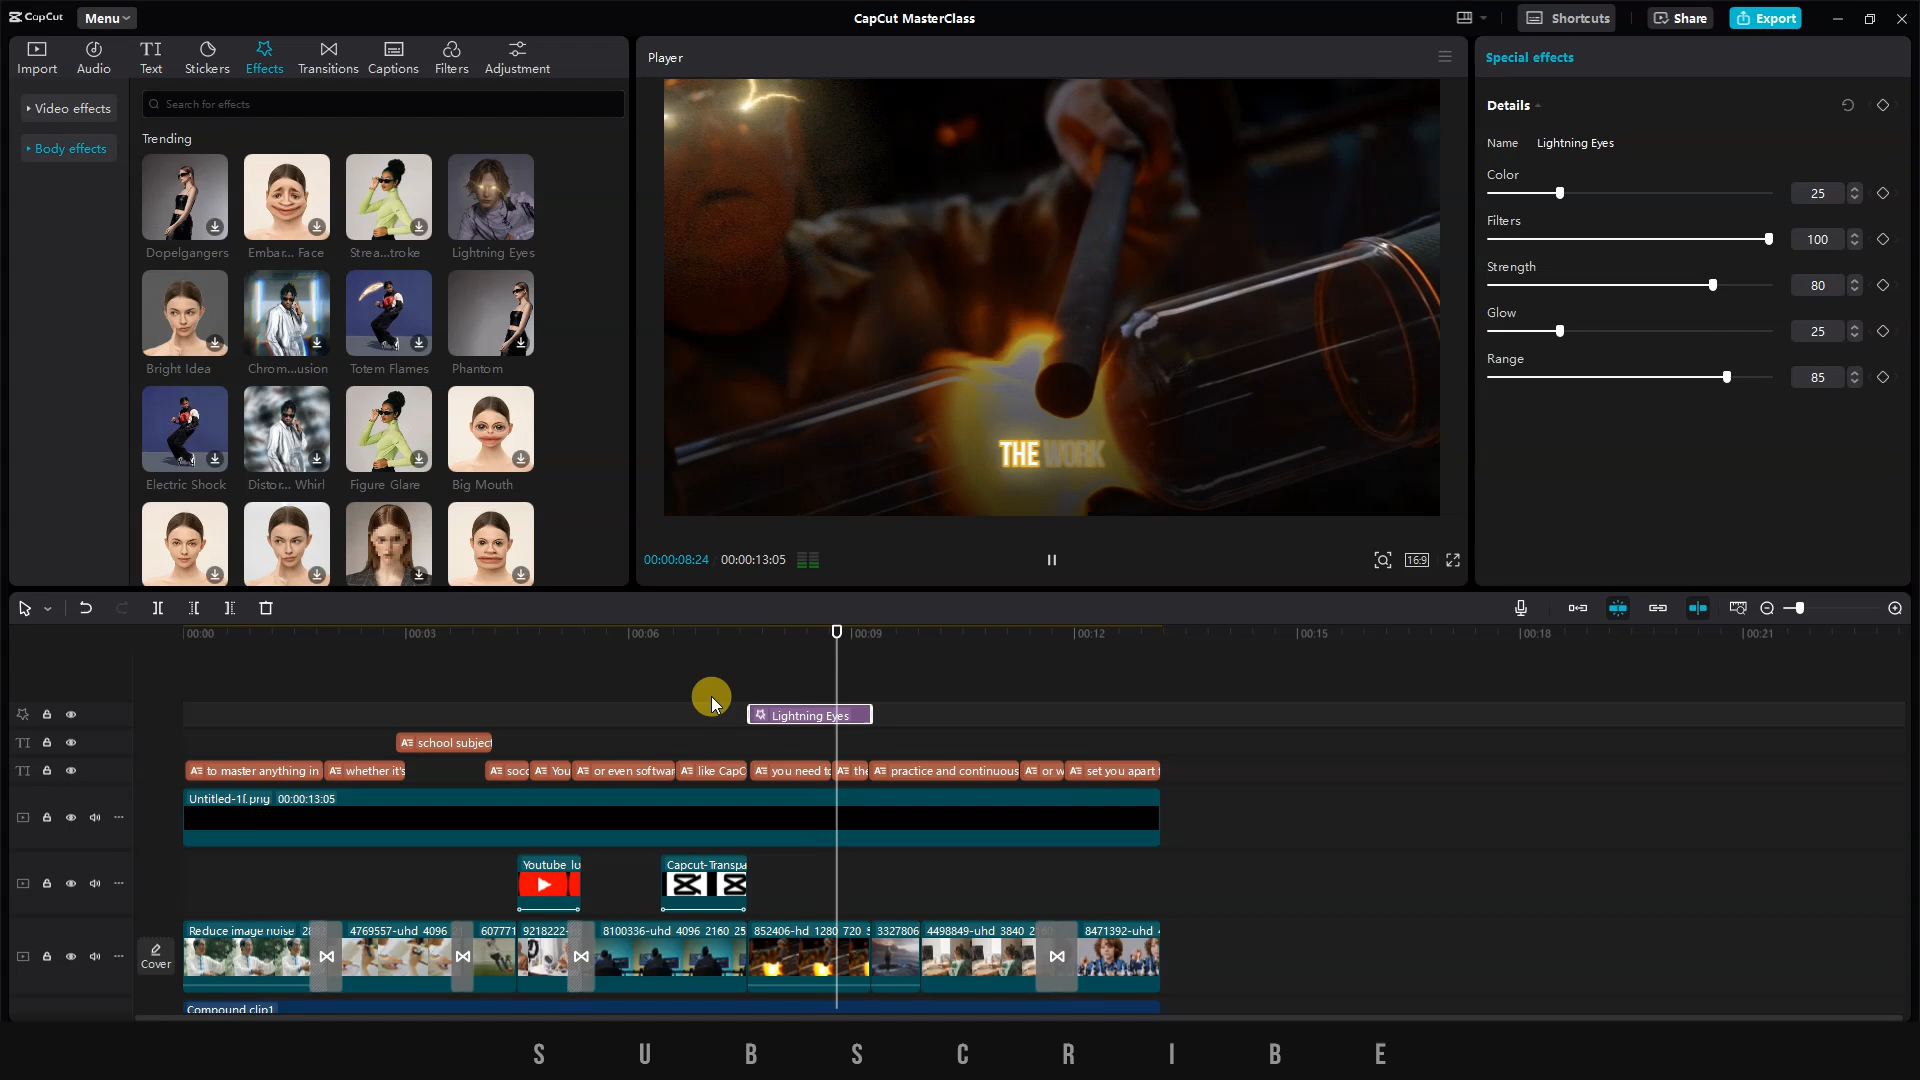 CapCut
Menu
CapCut MasterClass
Shortcuts
Share
Export
Import
Audio
TI
Text
Stickers
Effects
Transitions
Captions
Filters
Adjustment
Player
Special effects
Video effects
Body effects
Search for effects
Trending
Dopelgangers
Embar... Face
Strea...troke
Lightning Eyes
Bright Idea
Chrom...usion
Totem Flames
Phantom
Electric Shock
Distor... Whirl
Figure Glare
Big Mouth
THE WORK
00:00:08:24
00:00:13:05
16:9
Details
Name Lightning Eyes
Color
25
Filters
100
Strength
80
Glow
25
Range
85
00:00
00:03
00:06
00:09
00:12
00:15
00:18
00:21
Lightning Eyes
TI
school subject
TI
to master anything in
whether it's
socc
You
or even softwar
like CapC
you need to
the
practice and continuous
or w
set you apart
Untitled-1f.png 00:00:13:05
Youtube lo
Capcut-Transpa
Cover
Reduce image noise
4769557-uhd 4096
607771
9218222-
8100336-uhd 4096 2160 25
852406-hd 1280 720
3327806
4498849-uhd 3840
8471392-uhd
Compound clip1
S U B S C R I B E